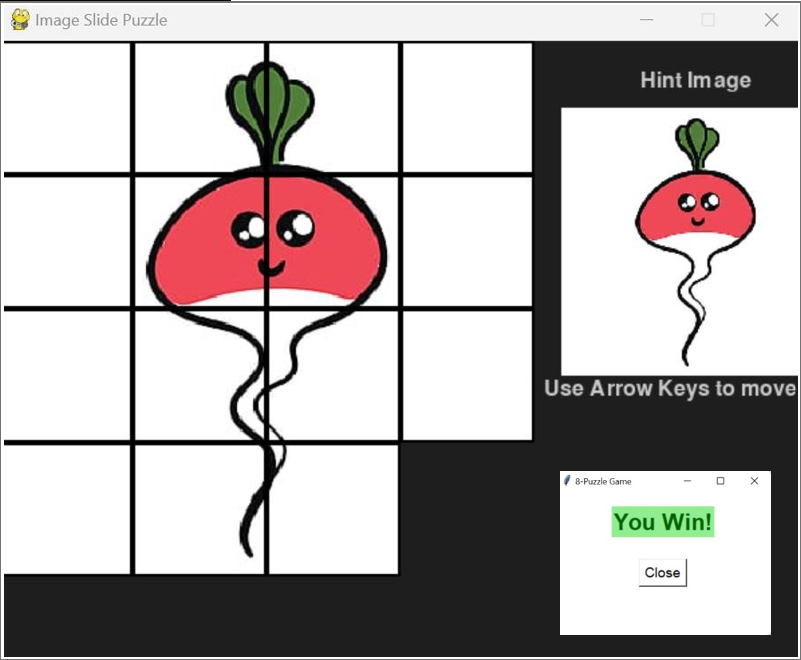 Image Slide Puzzle
Hint Image
Use Arrow Keys to move
8-Puzzle Game
You Win!
Close